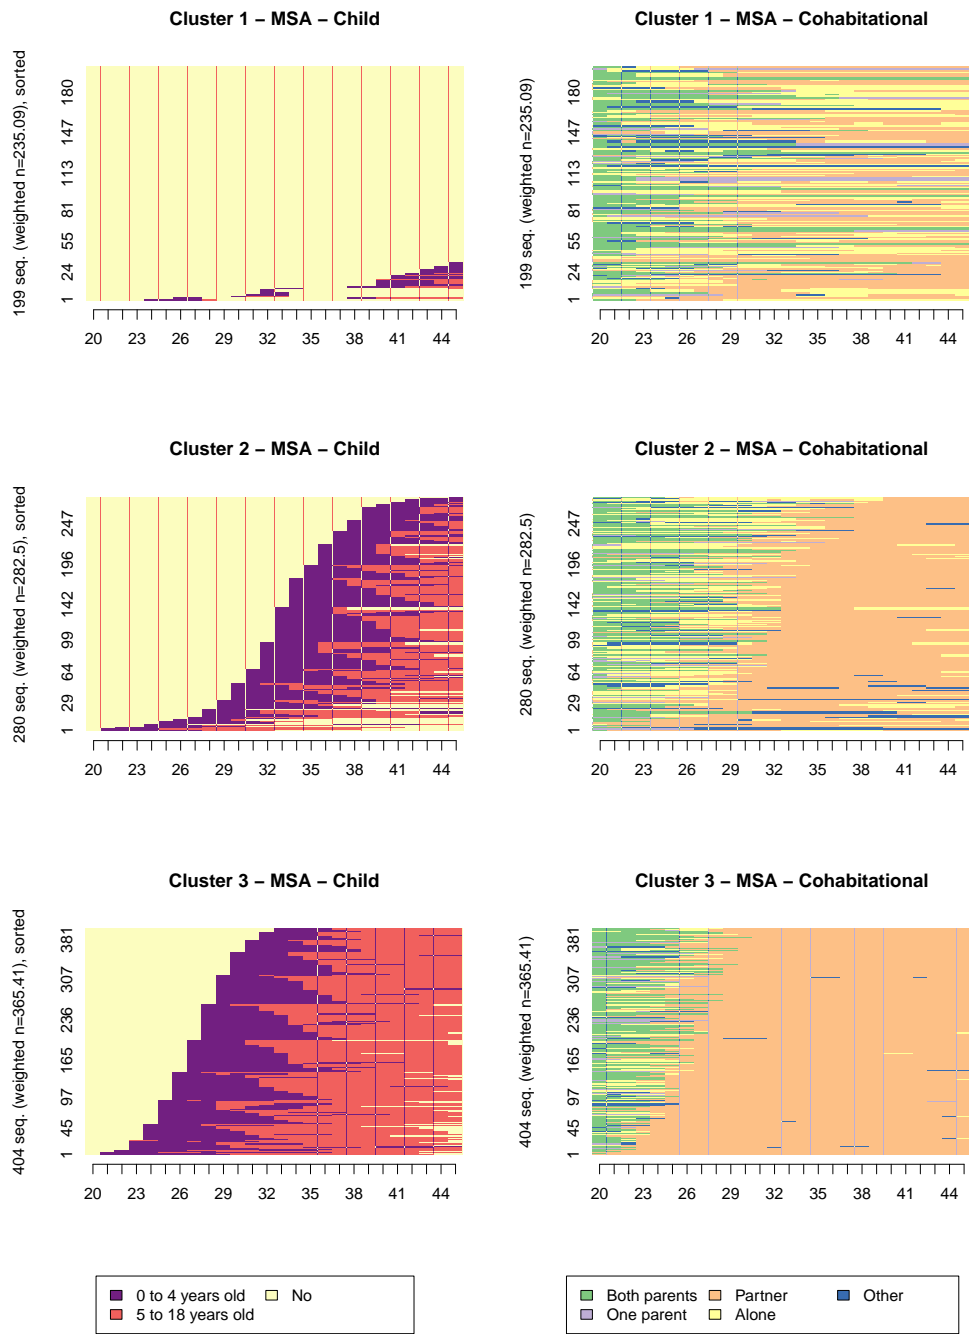 Cluster 1 − MSA − Child
199 seq. (weighted n=235.09), sorted
1 24 55 81 113 147 180
20 23 26 29 32 35 38 41 44
Cluster 1 − MSA − Cohabitational
199 seq. (weighted n=235.09)
1 24 55 81 113 147 180
20 23 26 29 32 35 38 41 44
Cluster 2 − MSA − Child
280 seq. (weighted n=282.5), sorted
1 29 64 99 142 196 247
20 23 26 29 32 35 38 41 44
Cluster 2 − MSA − Cohabitational
280 seq. (weighted n=282.5)
1 29 64 99 142 196 247
20 23 26 29 32 35 38 41 44
Cluster 3 − MSA − Child
404 seq. (weighted n=365.41), sorted
1 45 97 165 236 307 381
20 23 26 29 32 35 38 41 44
Cluster 3 − MSA − Cohabitational
404 seq. (weighted n=365.41)
1 45 97 165 236 307 381
20 23 26 29 32 35 38 41 44
0 to 4 years old No
5 to 18 years old
Both parents Partner Other
One parent Alone